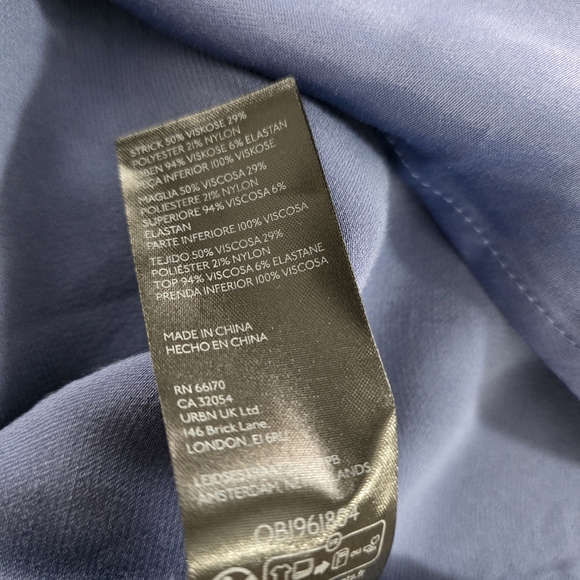 STRICK 50% VISKOSE 29%
POLYESTER 21% NYLON
OBEN 94% VISKOSE 6% ELASTAN
INFERIOR 100% VISKOSE
MAGLIA 50% VISCOSA 29%
POLIESTERE 21% NYLON
SUPERIORE 94% VISCOSA 6%
ELASTAN
PARTE INFERIORE 100% VISCOSA
TEJIDO 50% VISCOSA 29%
POLIÉSTER 21% NYLON
TOP 94% VISCOSA 6% ELASTANE
PRENDA INFERIOR 100% VISCOSA
MADE IN CHINA
HECHO EN CHINA
RN 66170
CA 32054
URBN UK Ltd
146 Brick Lane,
LONDON, E1 6RU
AMSTERDAM, NETHERLANDS
OB1961854
ou